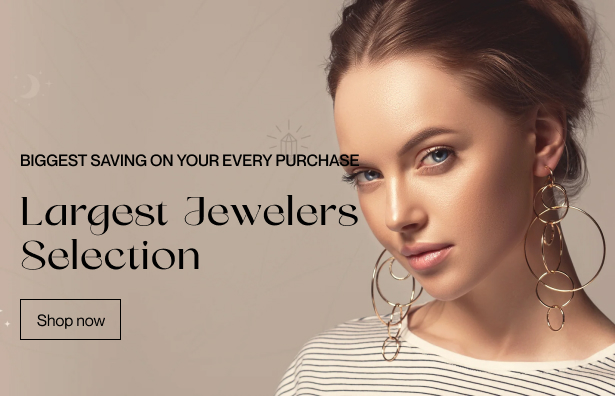 BIGGEST SAVING ON YOUR EVERY PURCHASE
Largest Jewelers
Selection
Shop now